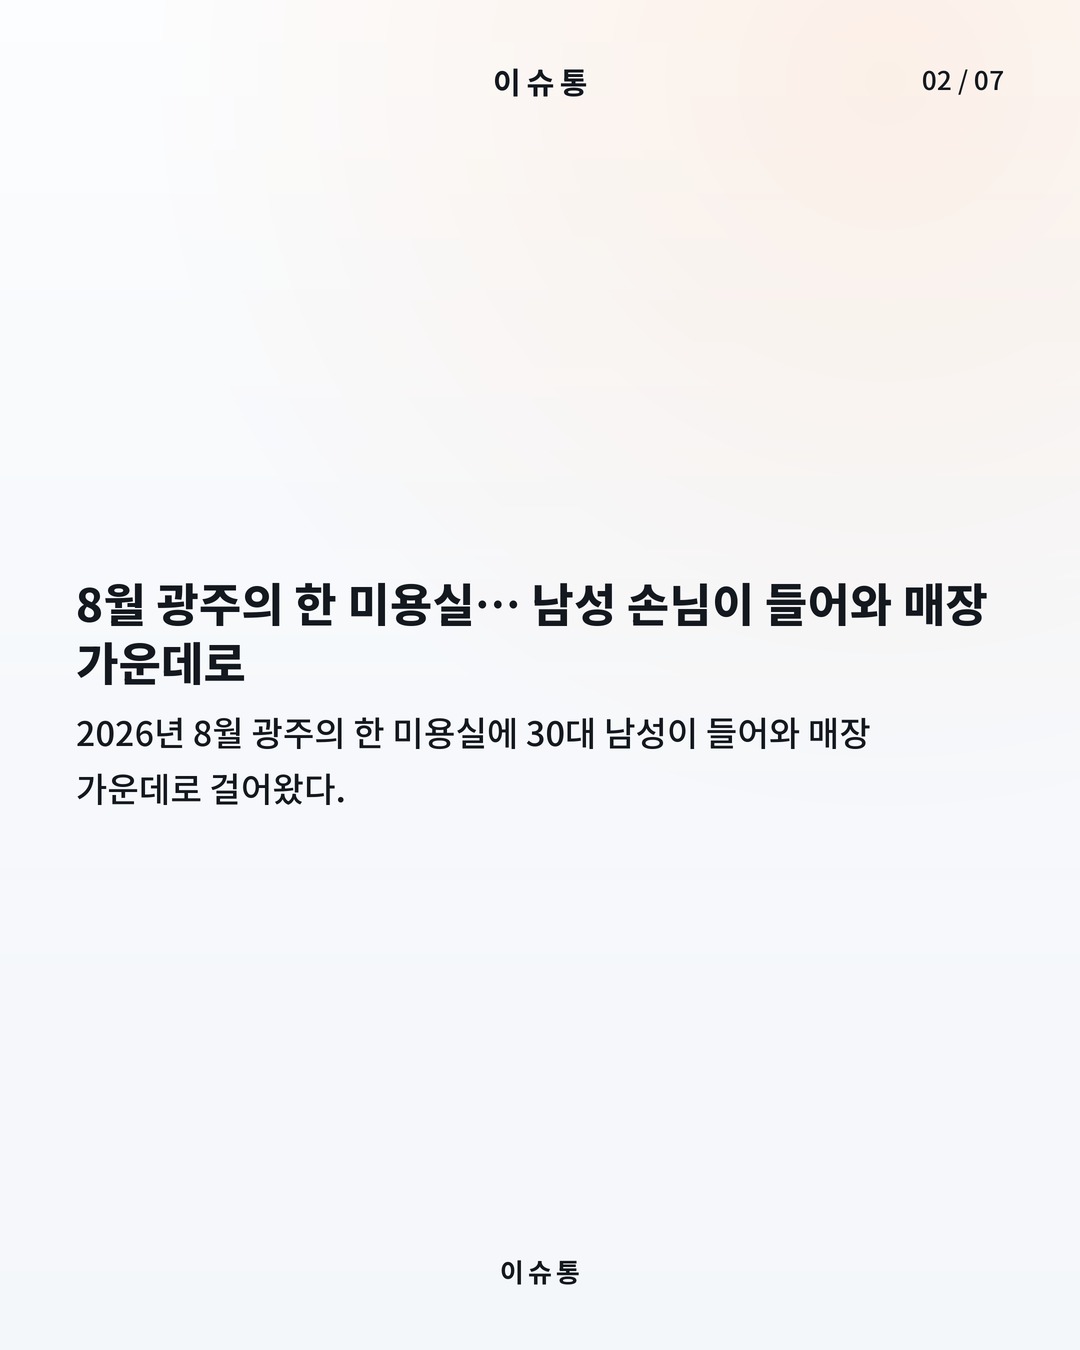 이슈통
02 / 07
8월 광주의 한 미용실… 남성 손님이 들어와 매장
가운데로
2026년 8월 광주의 한 미용실에 30대 남성이 들어와 매장
가운데로 걸어왔다.
이슈통